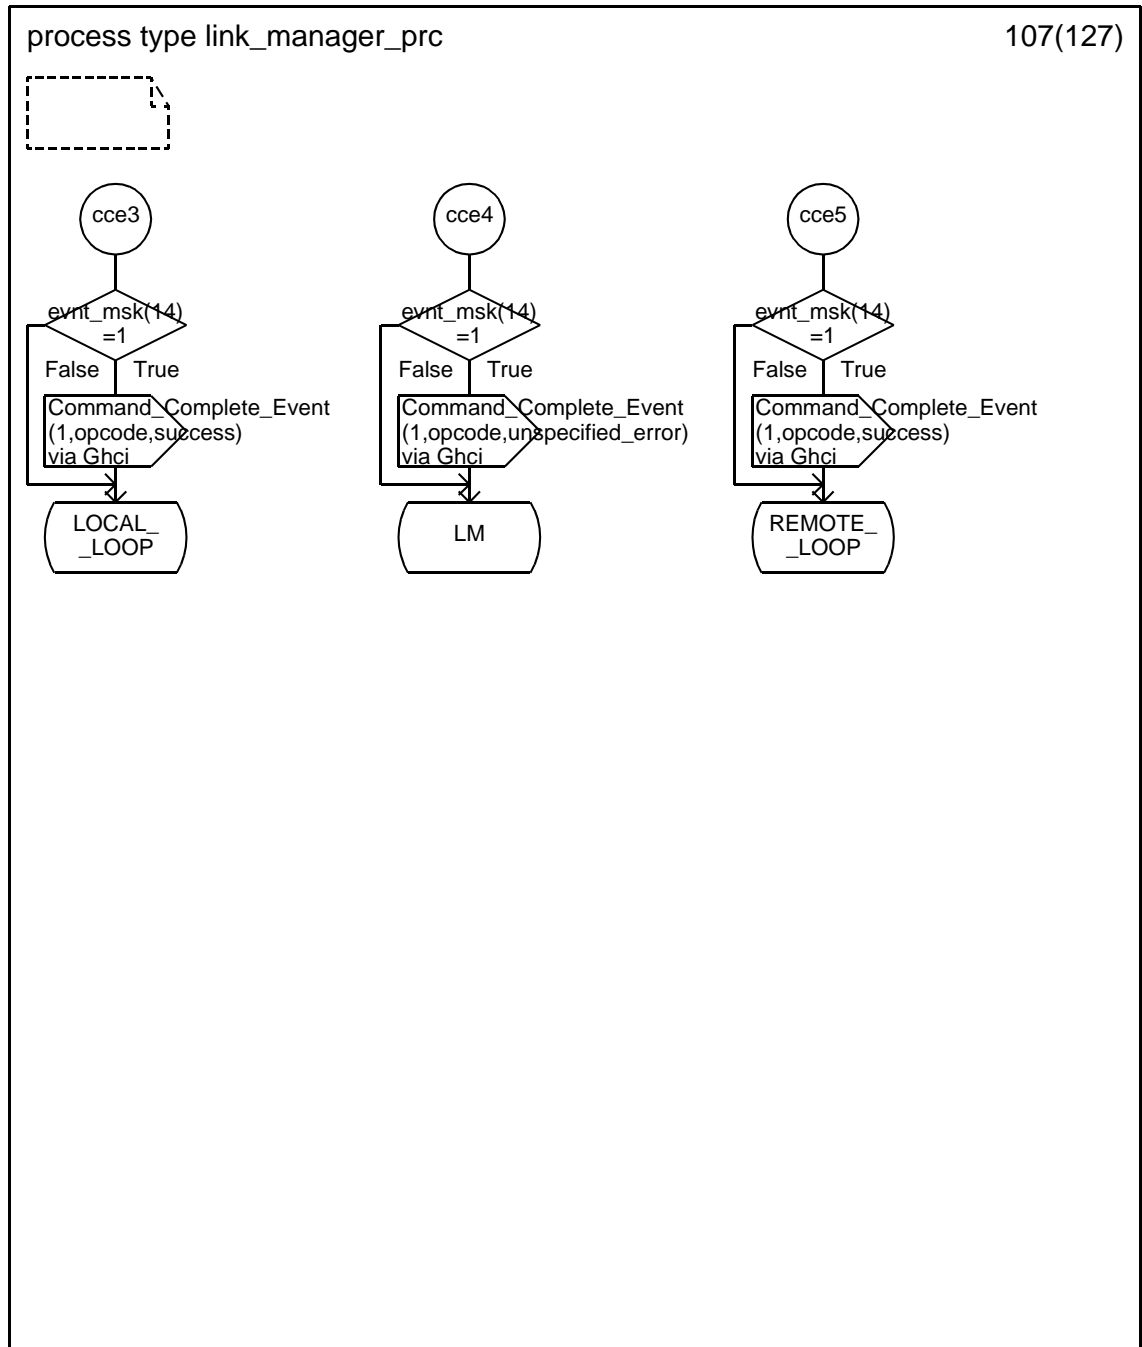 process type link_manager_prc
107(127)
cce3
evnt_msk(14)
=1
False
True
Command_Complete_Event
(1,opcode,success)
via Ghci
LOCAL_
_LOOP
cce4
evnt_msk(14)
=1
False
True
Command_Complete_Event
(1,opcode,unspecified_error)
via Ghci
LM
cce5
evnt_msk(14)
=1
False
True
Command_Complete_Event
(1,opcode,success)
via Ghci
REMOTE_
_LOOP